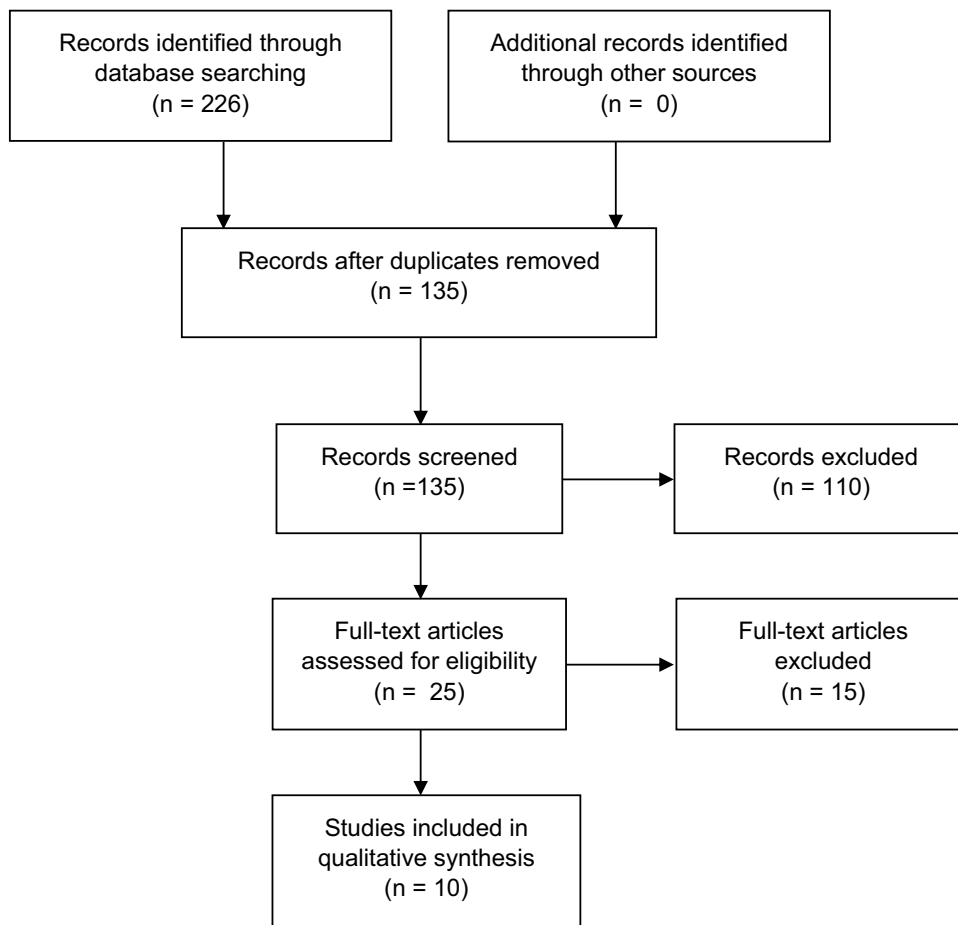 Records identified through
database searching
(n = 226)
Additional records identified
through other sources
(n =  0)
Records after duplicates removed
(n = 135)
Records screened
(n =135)
Records excluded
(n = 110)
Full-text articles
assessed for eligibility
(n =  25)
Full-text articles
excluded
(n = 15)
Studies included in
qualitative synthesis
(n = 10)